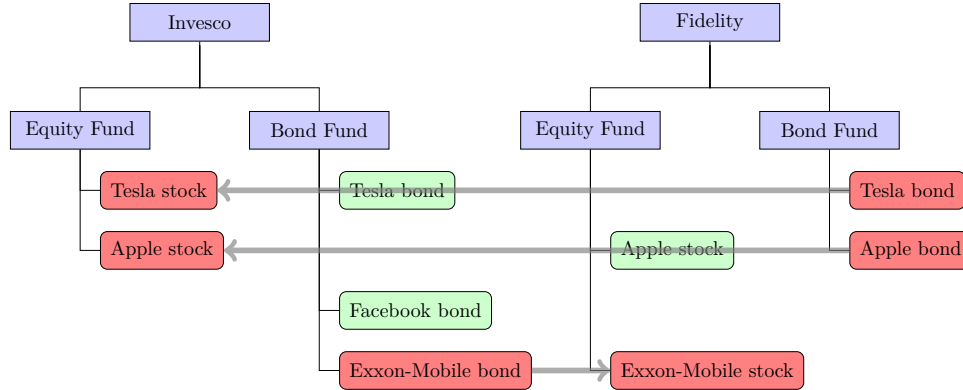 Invesco
Fidelity
Equity Fund
Bond Fund
Equity Fund
Bond Fund
Tesla stock
Tesla bond
Tesla bond
Apple stock
Apple stock
Apple bond
Facebook bond
Exxon-Mobile bond
Exxon-Mobile stock